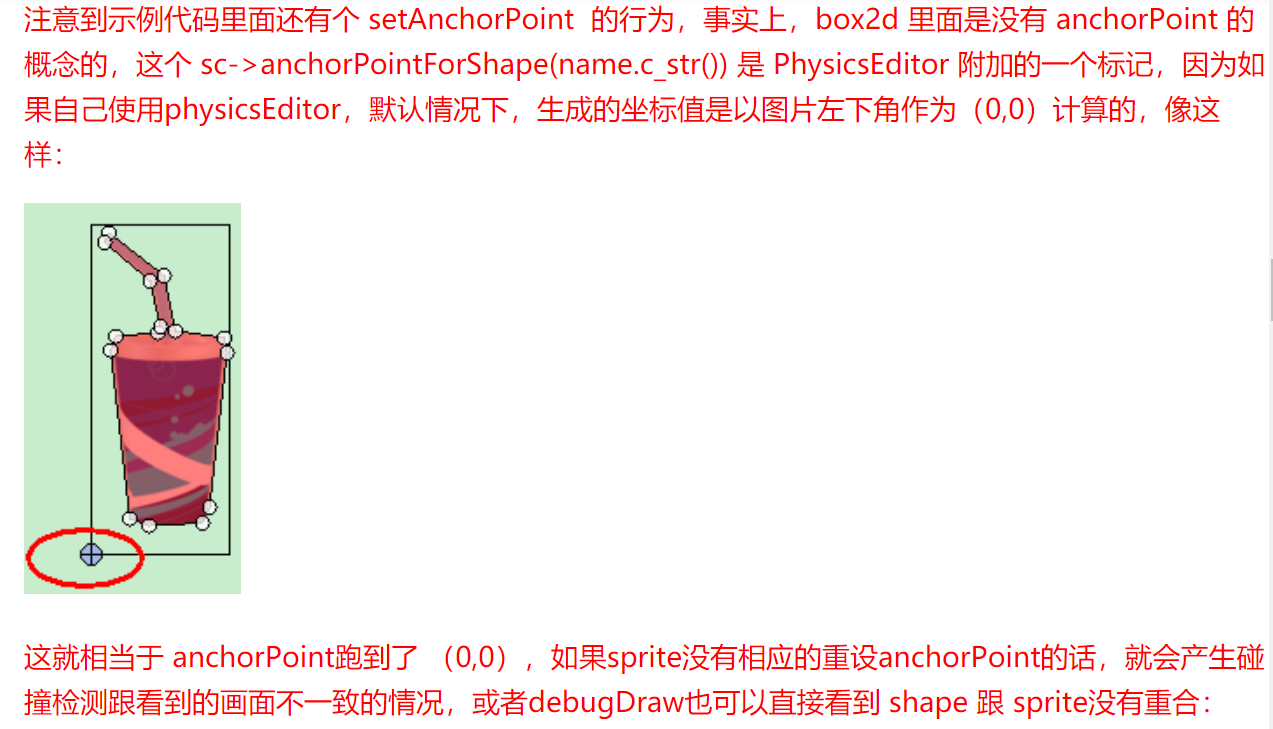 注意到示例代码里面还有个 setAnchorPoint 的行为，事实上，box2d 里面是没有 anchorPoint 的
概念的，这个 sc->anchorPointForShape(name.c_str()) 是 PhysicsEditor 附加的一个标记，因为如
果自己使用physicsEditor，默认情况下，生成的坐标值是以图片左下角作为（0,0）计算的，像这
样：
这就相当于 anchorPoint跑到了 （0,0），如果sprite没有相应的重设anchorPoint的话，就会产生碰
撞检测跟看到的画面不一致的情况，或者debugDraw也可以直接看到 shape 跟 sprite没有重合：